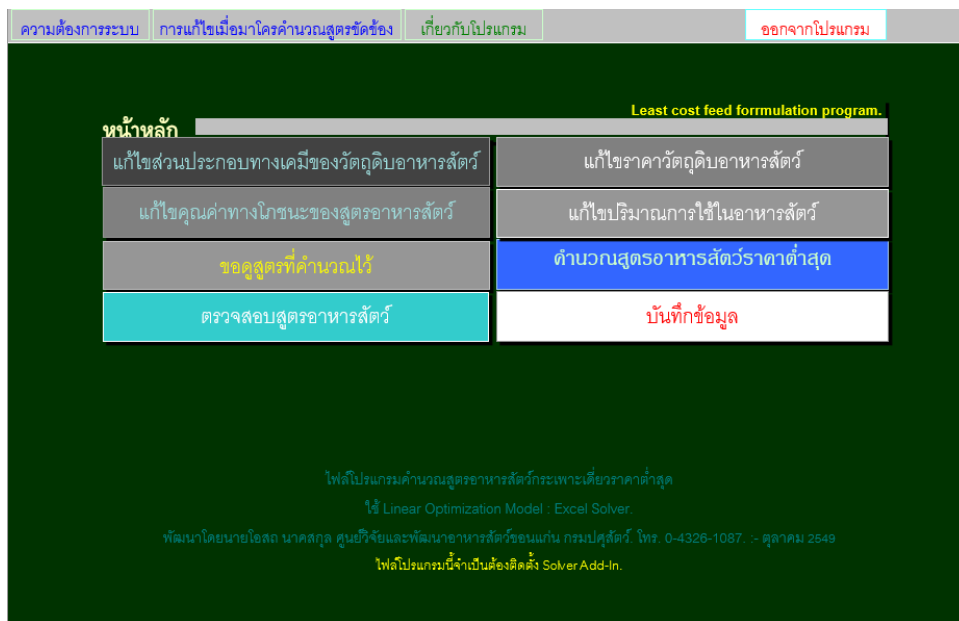 ความต้องการระบบ การแก้ไขเมื่อมาโครคำนวณสูตรขัดข้อง เกี่ยวกับโปรแกรม ออกจากโปรแกรม
Least cost feed forrmulation program.
หน้าหลัก
แก้ไขส่วนประกอบทางเคมีของวัตถุดิบอาหารสัตว์ แก้ไขราคาวัตถุดิบอาหารสัตว์
แก้ไขคุณค่าทางโภชนะของสูตรอาหารสัตว์ แก้ไขปริมาณการใช้ในอาหารสัตว์
ขอดูสูตรที่คำนวณไว้ คำนวณสูตรอาหารสัตว์ราคาต่ำสุด
ตรวจสอบสูตรอาหารสัตว์ บันทึกข้อมูล
ไฟล์โปรแกรมคำนวณสูตรอาหารสัตว์กระเพาะเดี่ยวราคาต่ำสุด
ใช้ Linear Optimization Model : Excel Solver.
พัฒนาโดยนายโอสถ นาคสกุล ศูนย์วิจัยและพัฒนาอาหารสัตว์ขอนแก่น กรมปศุสัตว์. โทร. 0-4326-1087. :- ตุลาคม 2549
ไฟล์โปรแกรมนี้จำเป็นต้องติดตั้ง Solver Add-In.